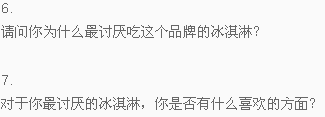 6.
请问你为什么最讨厌吃这个品牌的冰淇淋？
7.
对于你最讨厌的冰淇淋，你是否有什么喜欢的方面？